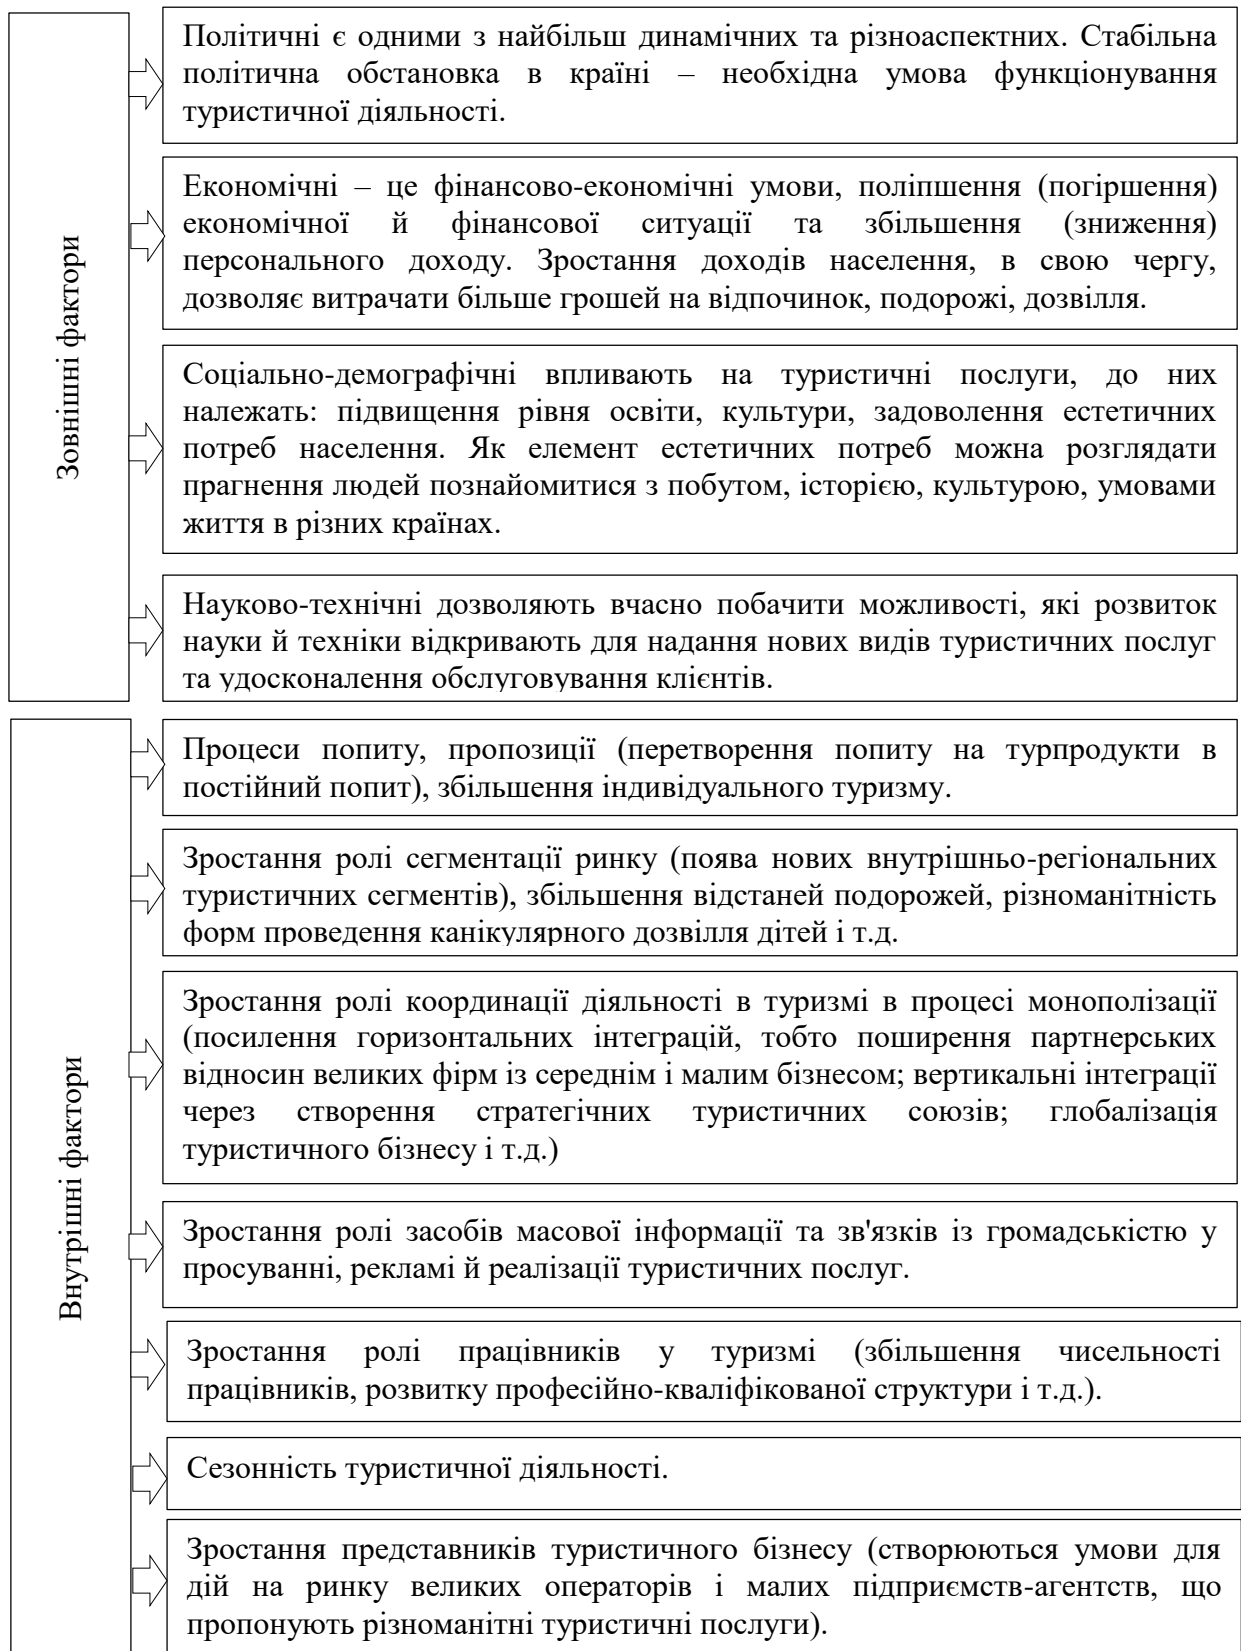 Зовнішні фактори
Політичні є одними з найбільш динамічних та різноаспектних. Стабільна
політична обстановка в країні – необхідна умова функціонування
туристичної діяльності.
Економічні – це фінансово-економічні умови, поліпшення (погіршення)
економічної й фінансової ситуації та збільшення (зниження)
персонального доходу. Зростання доходів населення, в свою чергу,
дозволяє витрачати більше грошей на відпочинок, подорожі, дозвілля.
Соціально-демографічні впливають на туристичні послуги, до них
належать: підвищення рівня освіти, культури, задоволення естетичних
потреб населення. Як елемент естетичних потреб можна розглядати
прагнення людей познайомитися з побутом, історією, культурою, умовами
життя в різних країнах.
Науково-технічні дозволяють вчасно побачити можливості, які розвиток
науки й техніки відкривають для надання нових видів туристичних послуг
та удосконалення обслуговування клієнтів.
Внутрішні фактори
Процеси попиту, пропозиції (перетворення попиту на турпродукти в
постійний попит), збільшення індивідуального туризму.
Зростання ролі сегментації ринку (поява нових внутрішньо-регіональних
туристичних сегментів), збільшення відстаней подорожей, різноманітність
форм проведення канікулярного дозвілля дітей і т.д.
Зростання ролі координації діяльності в туризмі в процесі монополізації
(посилення горизонтальних інтеграцій, тобто поширення партнерських
відносин великих фірм із середнім і малим бізнесом; вертикальні інтеграції
через створення стратегічних туристичних союзів; глобалізація
туристичного бізнесу і т.д.)
Зростання ролі засобів масової інформації та зв'язків із громадськістю у
просуванні, рекламі й реалізації туристичних послуг.
Зростання ролі працівників у туризмі (збільшення чисельності
працівників, розвитку професійно-кваліфікованої структури і т.д.).
Сезонність туристичної діяльності.
Зростання представників туристичного бізнесу (створюються умови для
дій на ринку великих операторів і малих підприємств-агентств, що
пропонують різноманітні туристичні послуги).